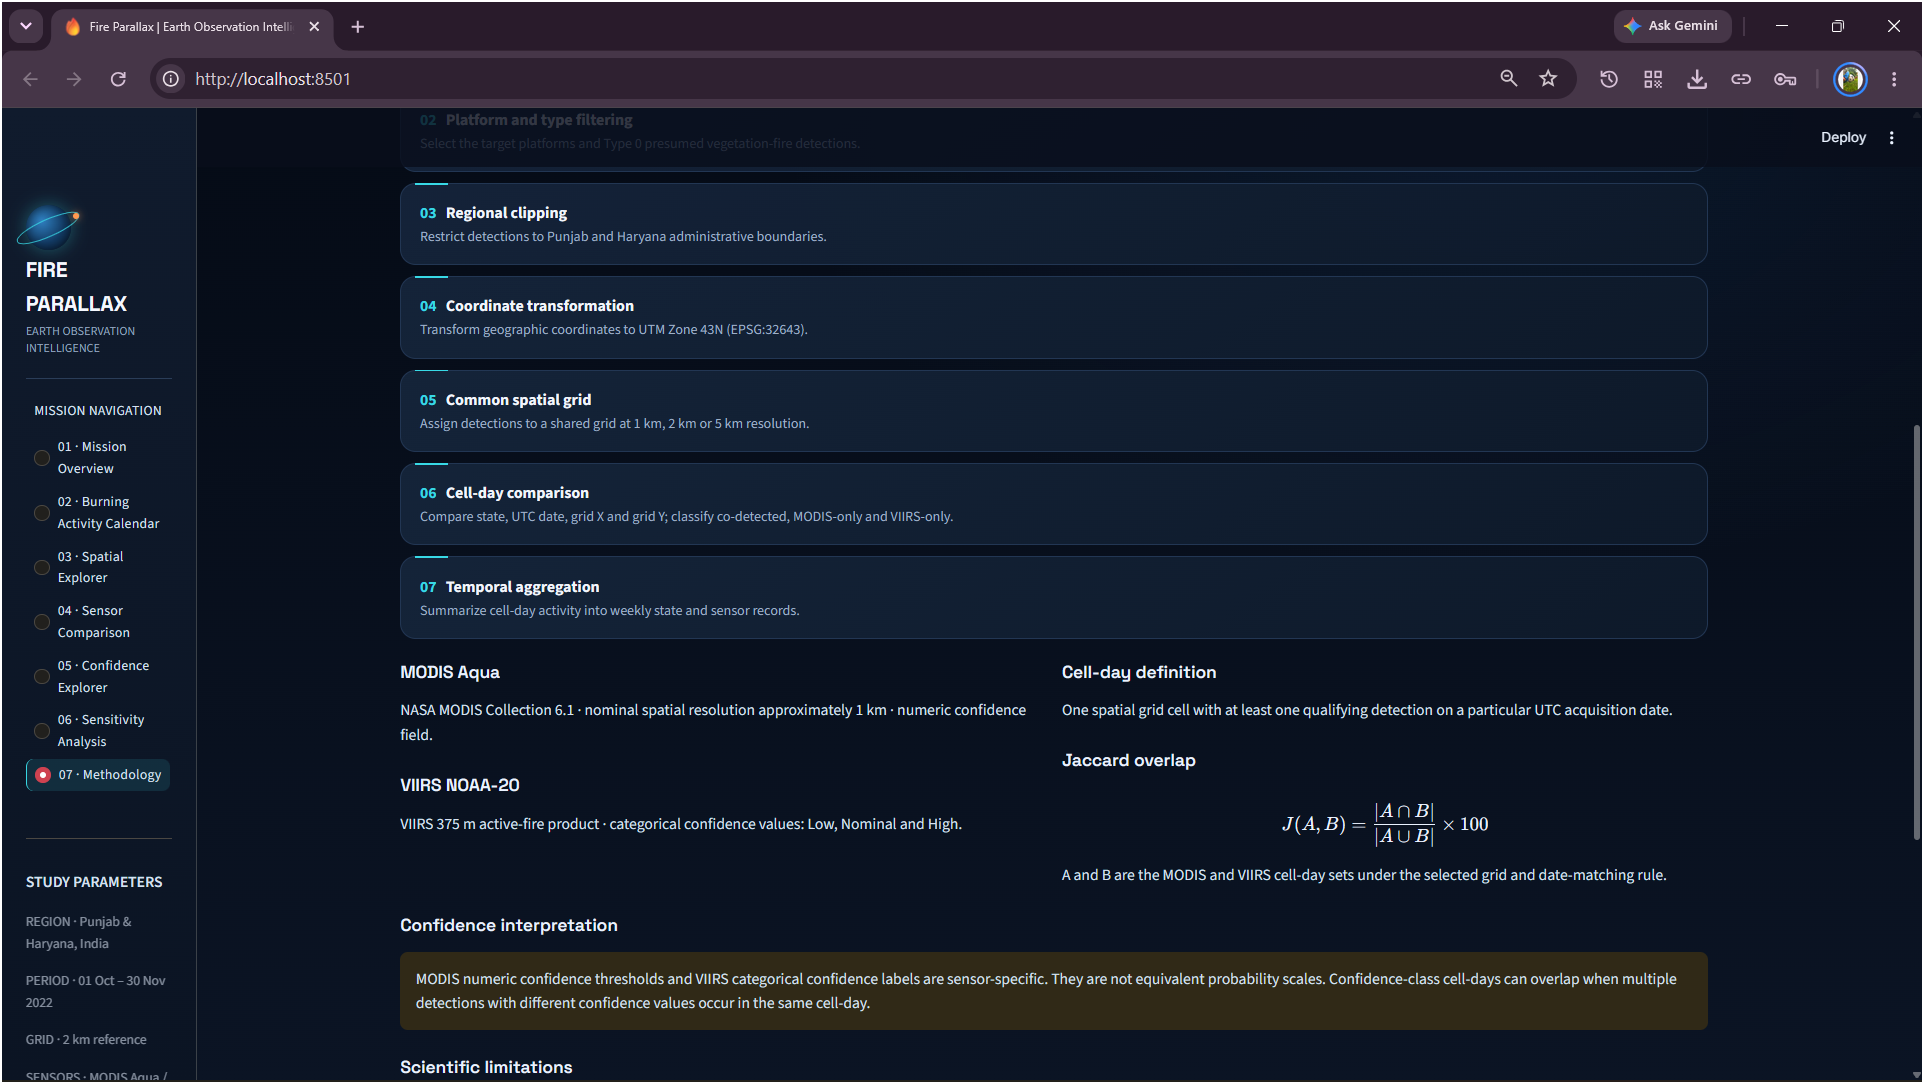 Fire Parallax | Earth Observation Intelli
Ask Gemini
http://localhost:8501
Deploy
FIRE
PARALLAX
EARTH OBSERVATION
INTELLIGENCE
MISSION NAVIGATION
01 · Mission
Overview
02 · Burning
Activity Calendar
03 · Spatial
Explorer
04 · Sensor
Comparison
05 · Confidence
Explorer
06 · Sensitivity
Analysis
07 · Methodology
STUDY PARAMETERS
REGION · Punjab &
Haryana, India
PERIOD · 01 Oct – 30 Nov
2022
GRID · 2 km reference
SENSORS · MODIS Aqua /
02 Platform and type filtering
Select the target platforms and Type 0 presumed vegetation-fire detections.
03 Regional clipping
Restrict detections to Punjab and Haryana administrative boundaries.
04 Coordinate transformation
Transform geographic coordinates to UTM Zone 43N (EPSG:32643).
05 Common spatial grid
Assign detections to a shared grid at 1 km, 2 km or 5 km resolution.
06 Cell-day comparison
Compare state, UTC date, grid X and grid Y; classify co-detected, MODIS-only and VIIRS-only.
07 Temporal aggregation
Summarize cell-day activity into weekly state and sensor records.
MODIS Aqua
NASA MODIS Collection 6.1 · nominal spatial resolution approximately 1 km · numeric confidence
field.
VIIRS NOAA-20
VIIRS 375 m active-fire product · categorical confidence values: Low, Nominal and High.
Cell-day definition
One spatial grid cell with at least one qualifying detection on a particular UTC acquisition date.
Jaccard overlap
J(A, B) = |A ∩ B| / |A ∪ B| × 100
A and B are the MODIS and VIIRS cell-day sets under the selected grid and date-matching rule.
Confidence interpretation
MODIS numeric confidence thresholds and VIIRS categorical confidence labels are sensor-specific. They are not equivalent probability scales. Confidence-class cell-days can overlap when multiple
detections with different confidence values occur in the same cell-day.
Scientific limitations